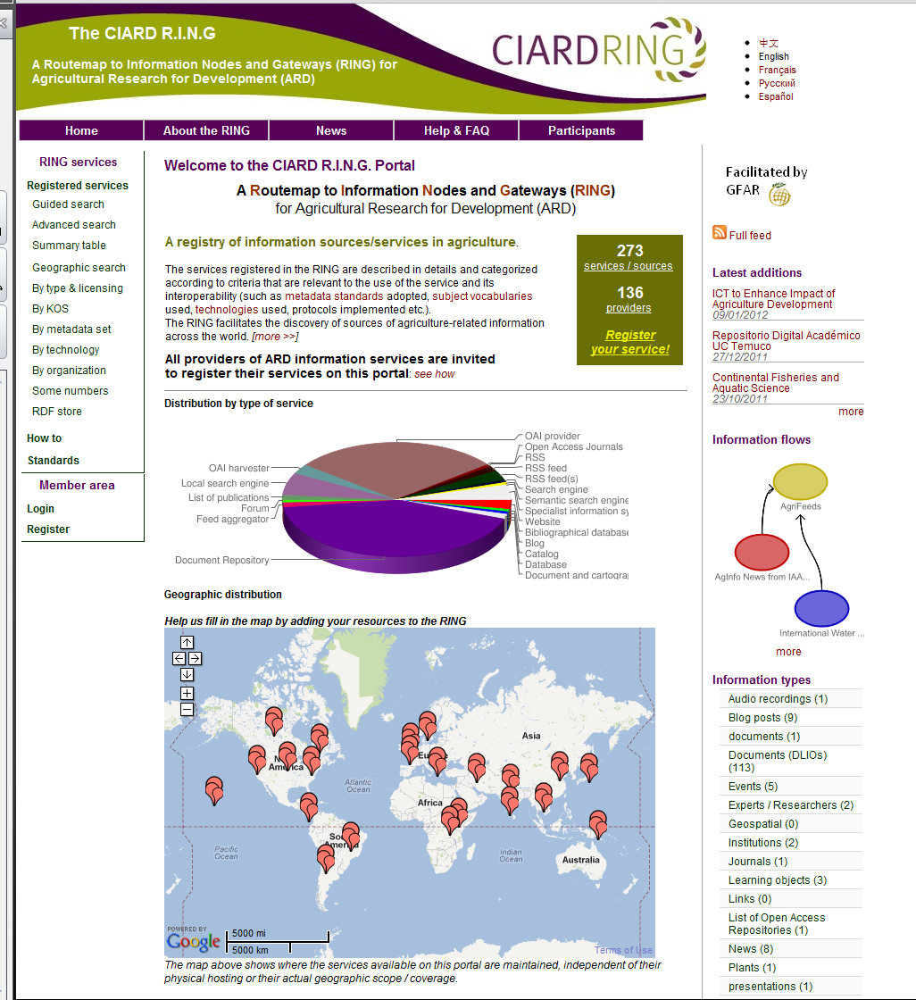 The CIARD R.I.N.G
A Routemap to Information Nodes and Gateways (RING) for
Agricultural Research for Development (ARD)
CIARDRING
中文
English
Français
Русский
Español
Home
About the RING
News
Help & FAQ
Participants
RING services
Registered services
Guided search
Advanced search
Summary table
Geographic search
By type & licensing
By KOS
By metadata set
By technology
By organization
Some numbers
RDF store
How to
Standards
Member area
Login
Register
Welcome to the CIARD R.I.N.G. Portal
A Routemap to Information Nodes and Gateways (RING)
for Agricultural Research for Development (ARD)
A registry of information sources/services in agriculture.
The services registered in the RING are described in details and categorized
according to criteria that are relevant to the use of the service and its
interoperability (such as metadata standards adopted, subject vocabularies
used, technologies used, protocols implemented etc.).
The RING facilitates the discovery of sources of agriculture-related information
across the world. [more >>]
All providers of ARD information services are invited
to register their services on this portal: see how
273
services / sources
136
providers
Register
your service!
Distribution by type of service
OAI harvester
Local search engine
List of publications
Forum
Feed aggregator
Document Repository
OAI provider
Open Access Journals
RSS
RSS feed
RSS feed(s)
Search engine
Semantic search engine
Specialist information sy
Website
Bibliographical database
Blog
Catalog
Database
Document and cartogra
Geographic distribution
Help us fill in the map by adding your resources to the RING
Asia
Atlantic
Ocean
Africa
Pacific
Ocean
Indian
Ocean
Australia
POWERED BY
Google
5000 mi
5000 km
Terms of Use
The map above shows where the services available on this portal are maintained, independent of their
physical hosting or their actual geographic scope / coverage.
Facilitated by
GFAR
Full feed
Latest additions
ICT to Enhance Impact of
Agriculture Development
09/01/2012
Repositorio Digital Académico
UC Temuco
27/12/2011
Continental Fisheries and
Aquatic Science
23/10/2011
more
Information flows
AgriFeeds
AgInfo News from IAA...
International Water ...
more
Information types
Audio recordings (1)
Blog posts (9)
documents (1)
Documents (DLIOs)
(113)
Events (5)
Experts / Researchers (2)
Geospatial (0)
Institutions (2)
Journals (1)
Learning objects (3)
Links (0)
List of Open Access
Repositories (1)
News (8)
Plants (1)
presentations (1)